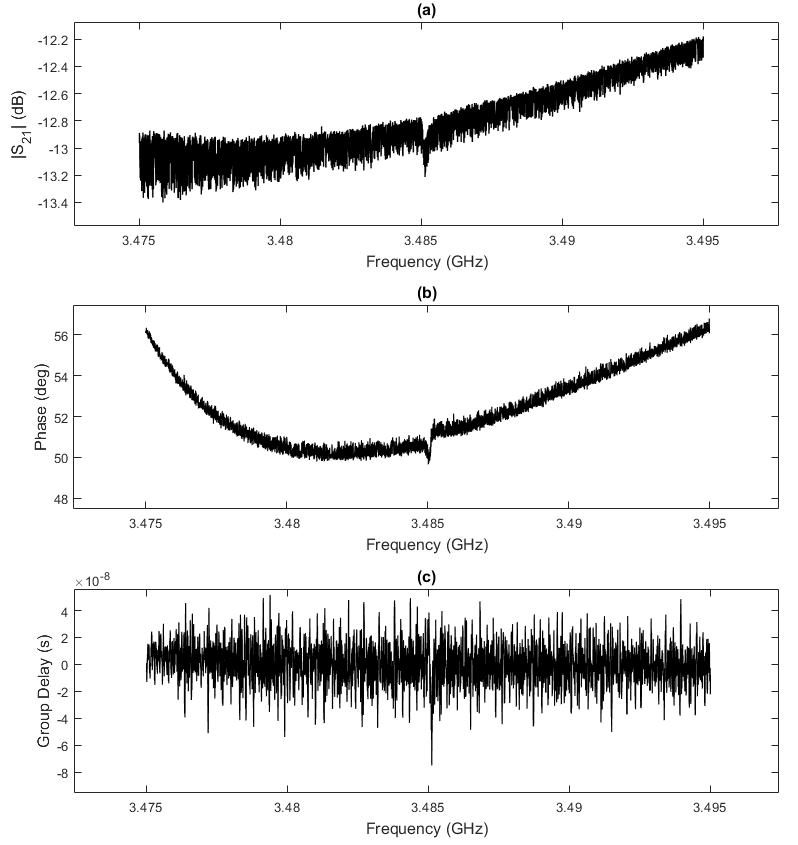 (a)
-12.2
-12.4
-12.6
-12.8
-13
-13.2
-13.4
|S21| (dB)
3.475 3.48 3.485 3.49 3.495
Frequency (GHz)
(b)
56
54
52
50
48
Phase (deg)
3.475 3.48 3.485 3.49 3.495
Frequency (GHz)
(c)
×10-8
4
2
0
-2
-4
-6
-8
Group Delay (s)
3.475 3.48 3.485 3.49 3.495
Frequency (GHz)